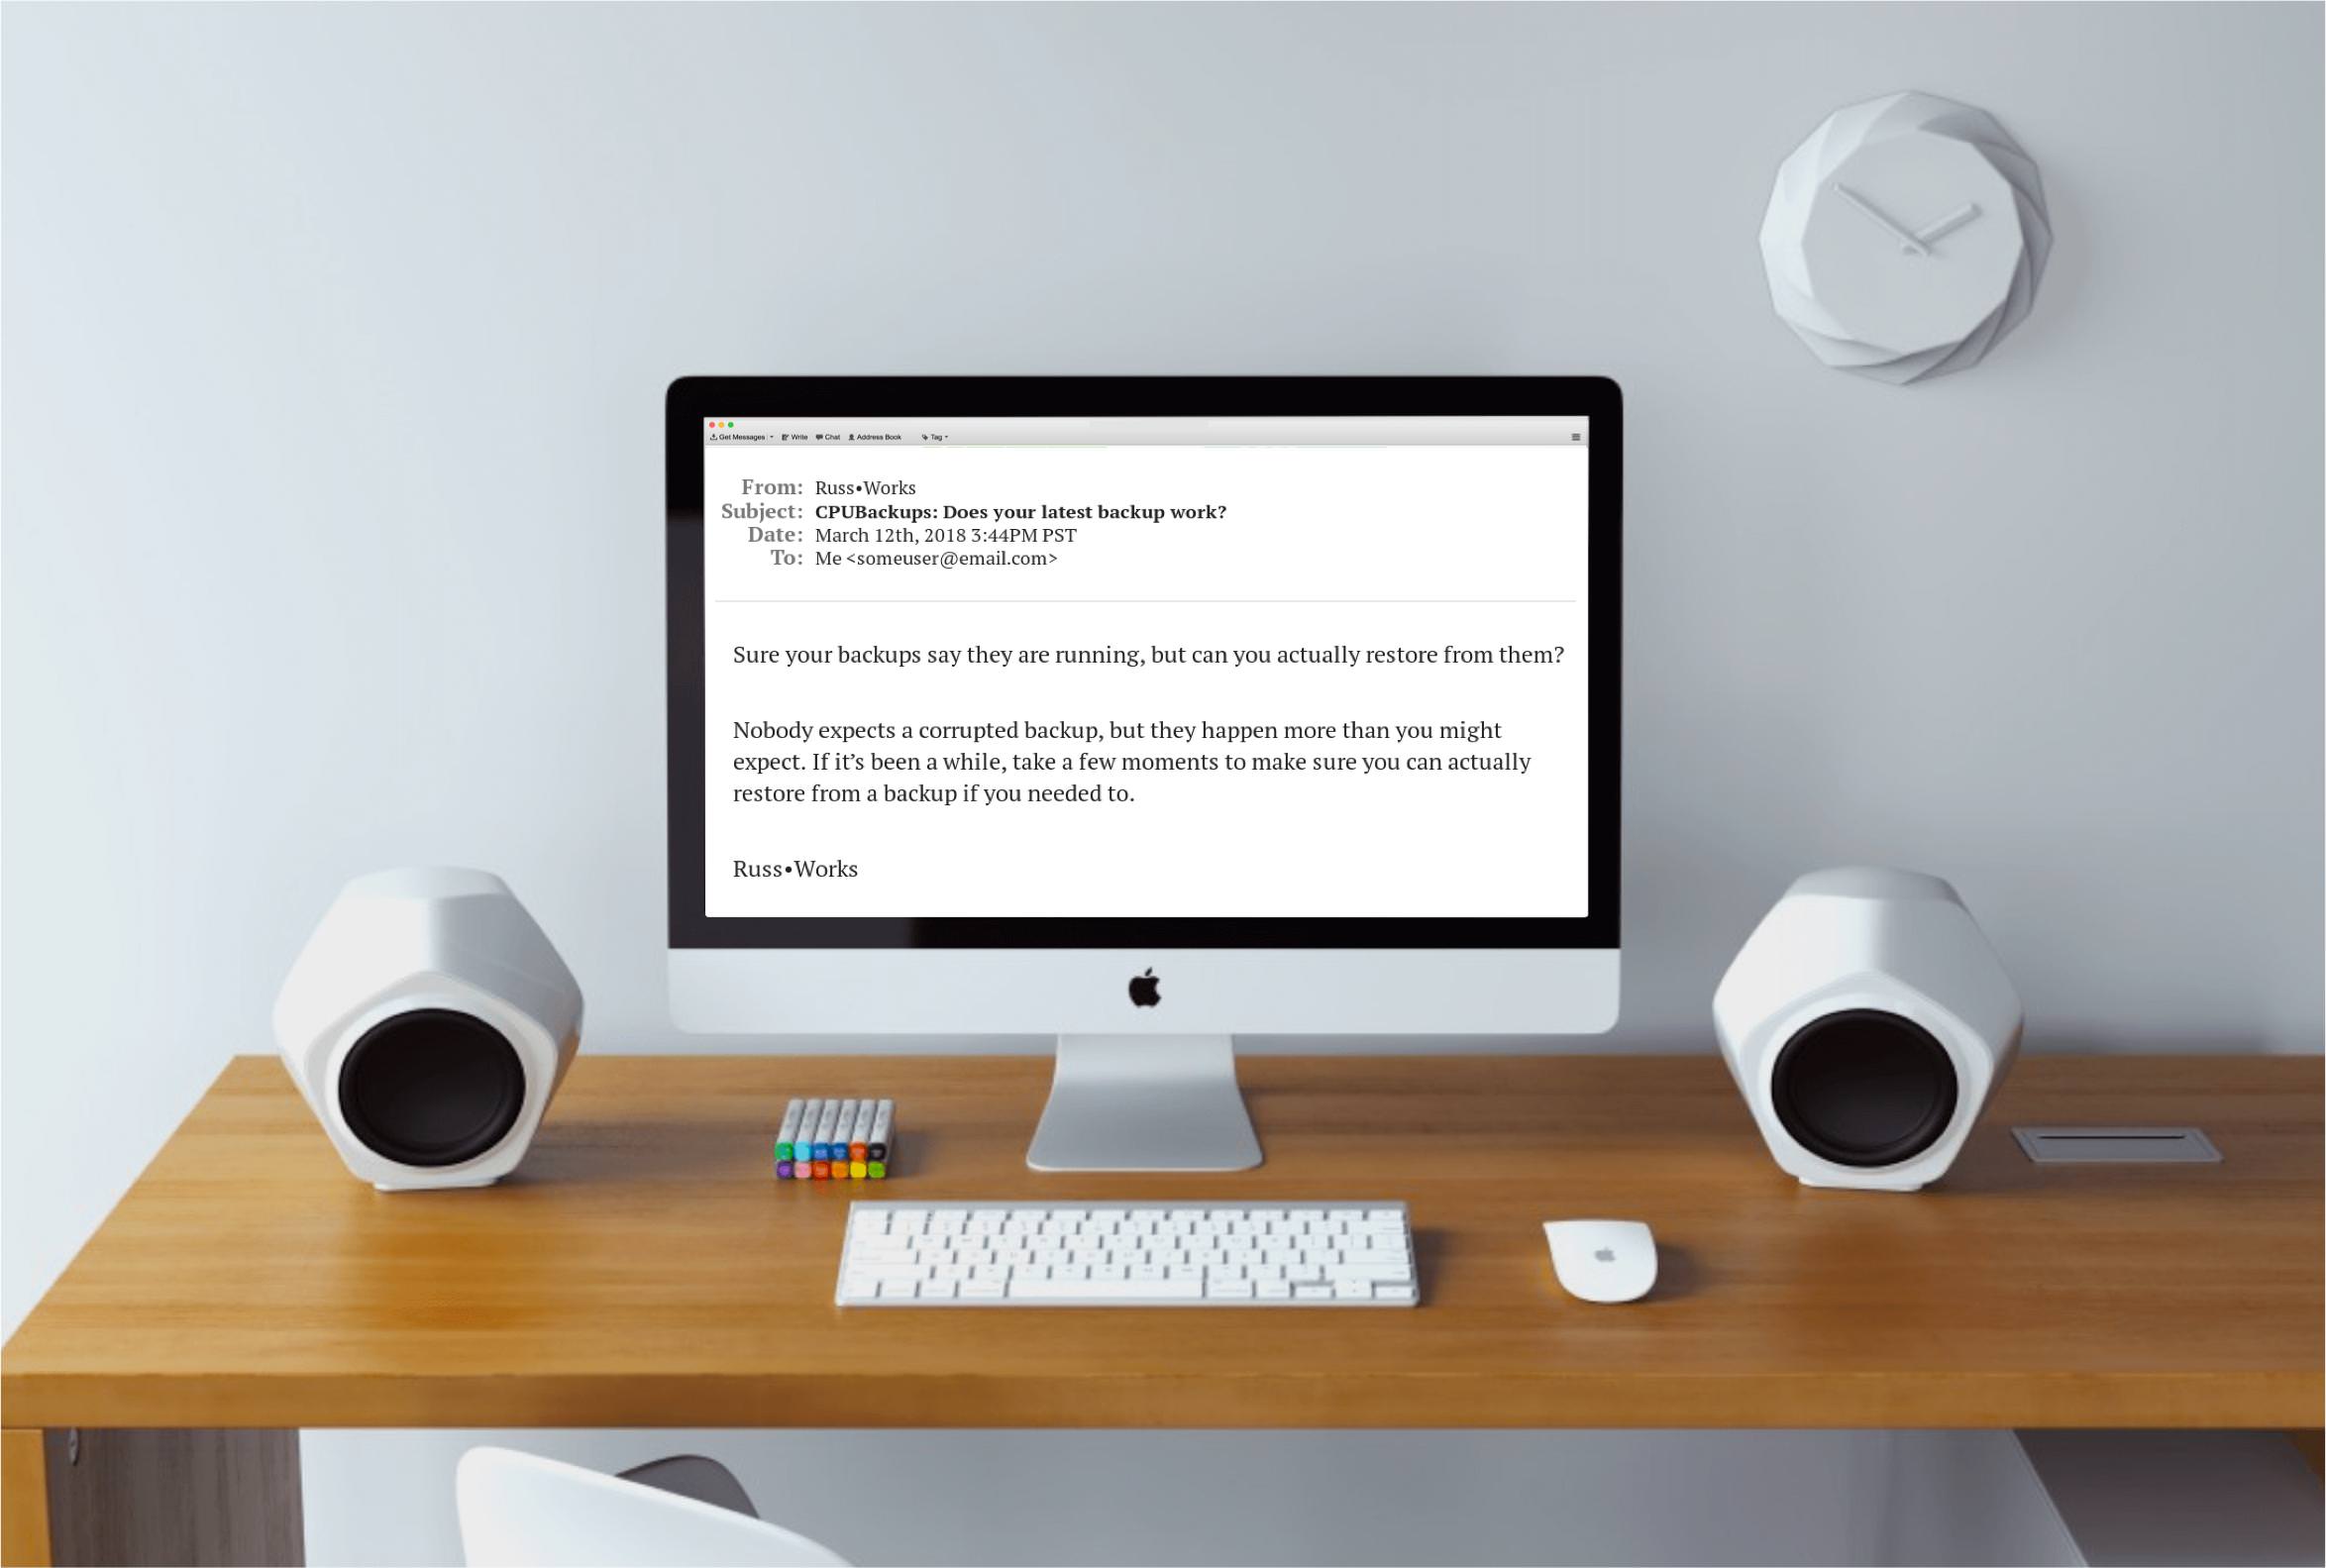 Get Messages Write Chat Address Book Tag
From: Russ•Works
Subject: CPUBackups: Does your latest backup work?
Date: March 12th, 2018 3:44PM PST
To: Me <someuser@email.com>
Sure your backups say they are running, but can you actually restore from them?
Nobody expects a corrupted backup, but they happen more than you might
expect. If it’s been a while, take a few moments to make sure you can actually
restore from a backup if you needed to.
Russ•Works